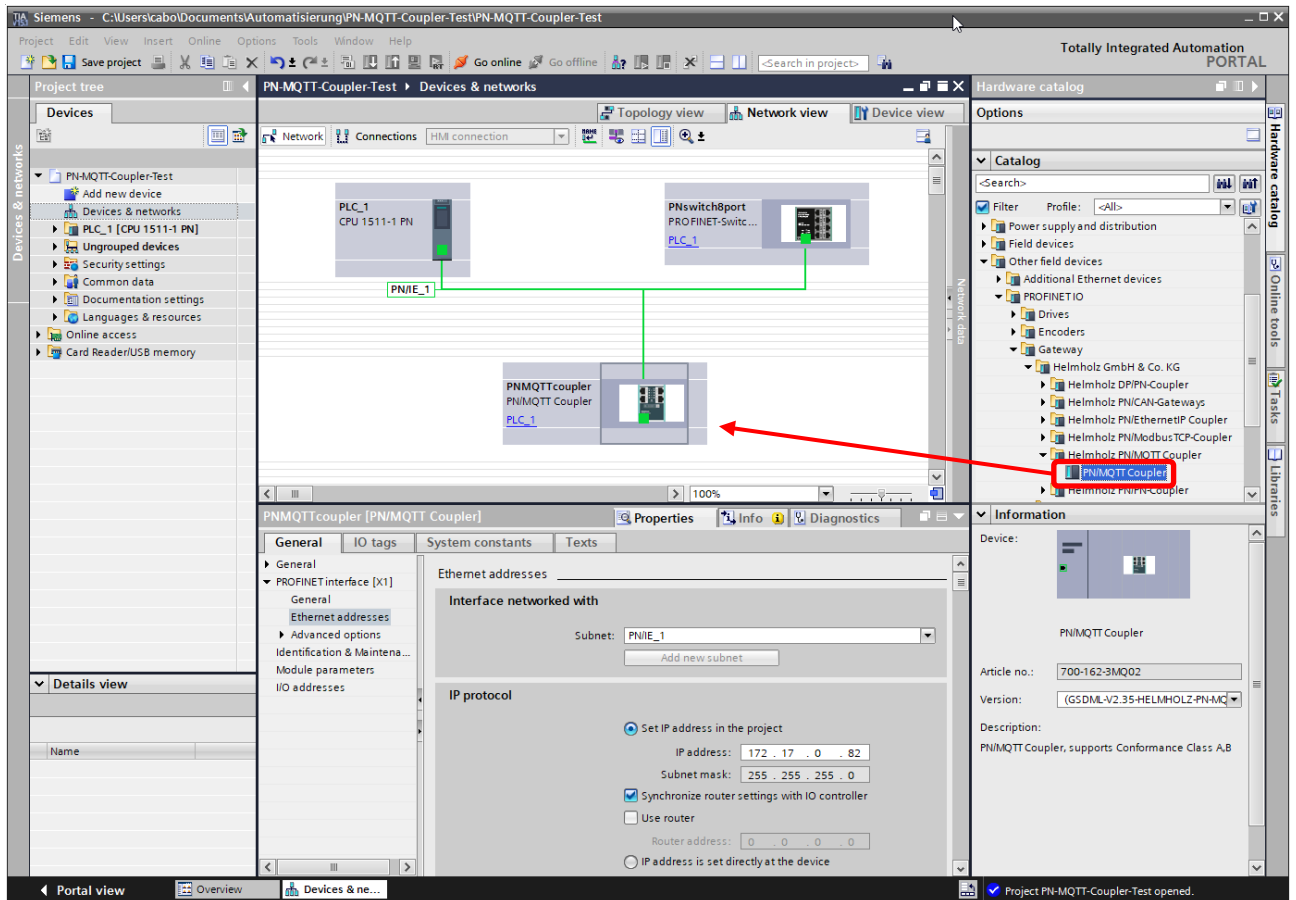 Siemens - C:\Users\cabo\Documents\Automatisierung\PN-MQTT-Coupler-Test\PN-MQTT-Coupler-Test
Project Edit View Insert Online Options Tools Window Help
Totally Integrated Automation
PORTAL
Save project
Go online
Go offline
<Search in project>
Project tree
Devices
Devices & networks
PN-MQTT-Coupler-Test
Add new device
Devices & networks
PLC_1 [CPU 1511-1 PN]
Ungrouped devices
Security settings
Common data
Documentation settings
Languages & resources
Online access
Card Reader/USB memory
Details view
Name
PN-MQTT-Coupler-Test
Devices & networks
Topology view
Network view
Device view
Network
Connections
HMI connection
PLC_1
CPU 1511-1 PN
PNswitch8port
PROFINET-Switc...
PLC_1
PN/IE_1
PNMQTTcoupler
PN/MQTT Coupler
PLC_1
100%
Network data
PNMQTTcoupler [PN/MQTT Coupler]
Properties
Info
Diagnostics
General
IO tags
System constants
Texts
General
PROFINET interface [X1]
General
Ethernet addresses
Advanced options
Identification & Maintena...
Module parameters
I/O addresses
Ethernet addresses
Interface networked with
Subnet: PN/IE_1
Add new subnet
IP protocol
Set IP address in the project
IP address: 172 . 17 . 0 . 82
Subnet mask: 255 . 255 . 255 . 0
Synchronize router settings with IO controller
Use router
Router address: 0 . 0 . 0 . 0
IP address is set directly at the device
Hardware catalog
Options
Catalog
<Search>
Filter Profile: <All>
Power supply and distribution
Field devices
Other field devices
Additional Ethernet devices
PROFINET IO
Drives
Encoders
Gateway
Helmholz GmbH & Co. KG
Helmholz DP/PN-Coupler
Helmholz PN/CAN-Gateways
Helmholz PN/EthernetIP Coupler
Helmholz PN/ModbusTCP-Coupler
Helmholz PN/MQTT Coupler
PN/MQTT Coupler
Helmholz PN/PN-Coupler
Information
Device:
PN/MQTT Coupler
Article no.: 700-162-3MQ02
Version: (GSDML-V2.35-HELMHOLZ-PN-MQ
Description:
PN/MQTT Coupler, supports Conformance Class A,B
Hardware catalog
Online tools
Tasks
Libraries
Portal view
Overview
Devices & ne...
Project PN-MQTT-Coupler-Test opened.